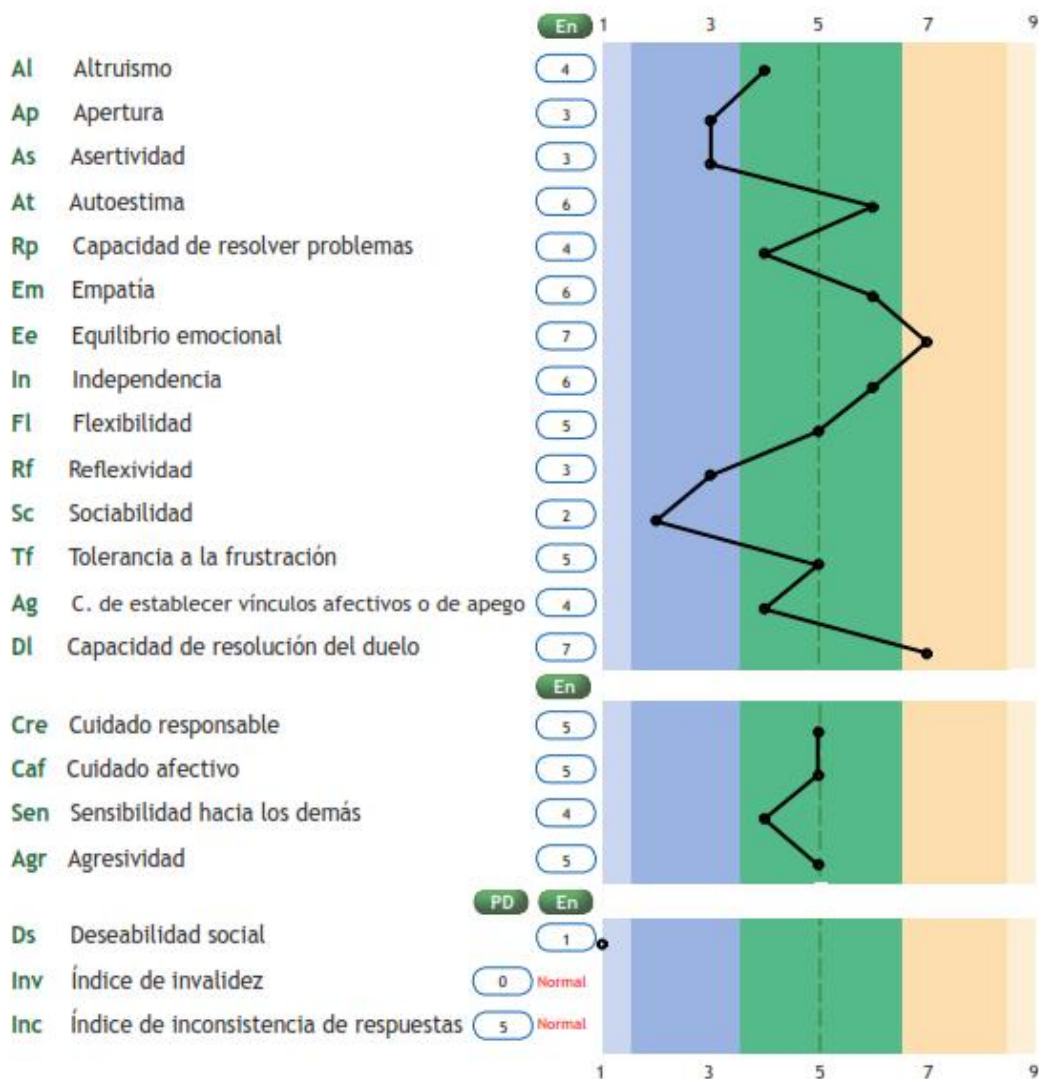 En 1 3 5 7 9
Al Altruismo 4
Ap Apertura 3
As Asertividad 3
At Autoestima 6
Rp Capacidad de resolver problemas 4
Em Empatía 6
Ee Equilibrio emocional 7
In Independencia 6
Fl Flexibilidad 5
Rf Reflexividad 3
Sc Sociabilidad 2
Tf Tolerancia a la frustración 5
Ag C. de establecer vínculos afectivos o de apego 4
Dl Capacidad de resolución del duelo 7
En
Cre Cuidado responsable 5
Caf Cuidado afectivo 5
Sen Sensibilidad hacia los demás 4
Agr Agresividad 5
PD En
Ds Deseabilidad social 1
Inv Índice de invalidez 0 Normal
Inc Índice de inconsistencia de respuestas 5 Normal
1 3 5 7 9